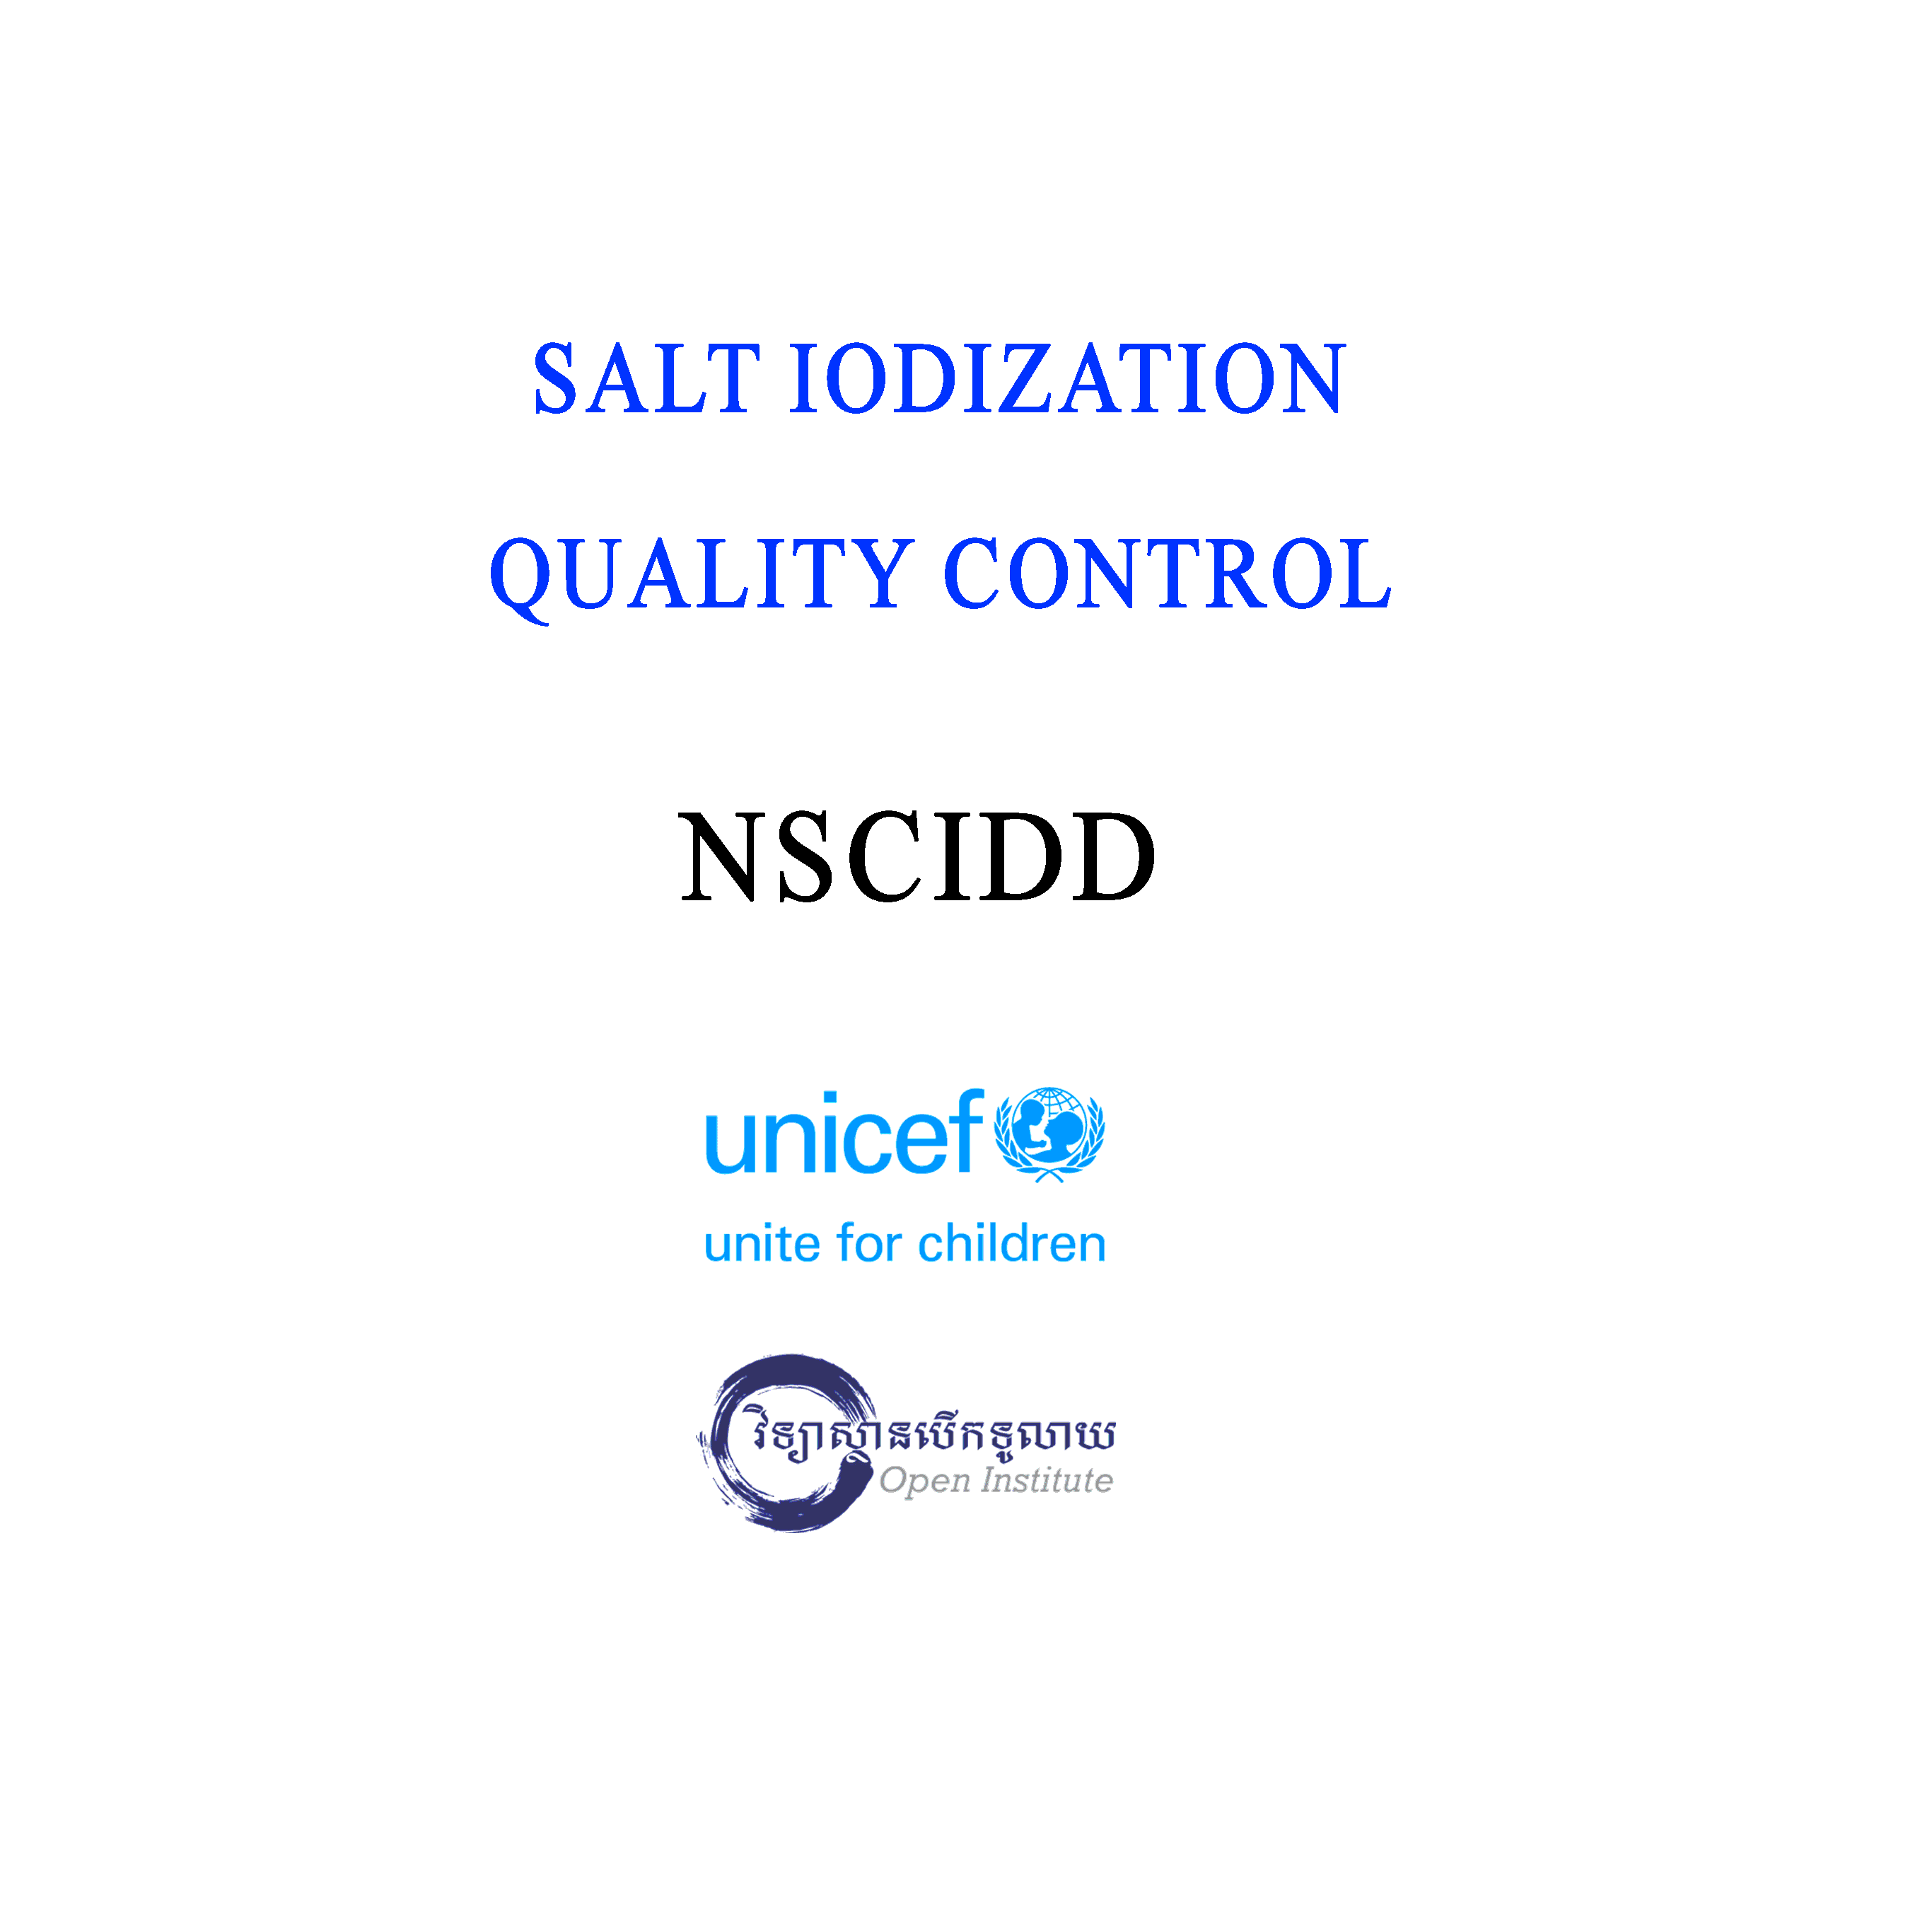 SALT IODIZATION
QUALITY CONTROL
NSCIDD
unicef
unite for children
វិទ្យាស្ថានបើកទូលាយ
Open Institute